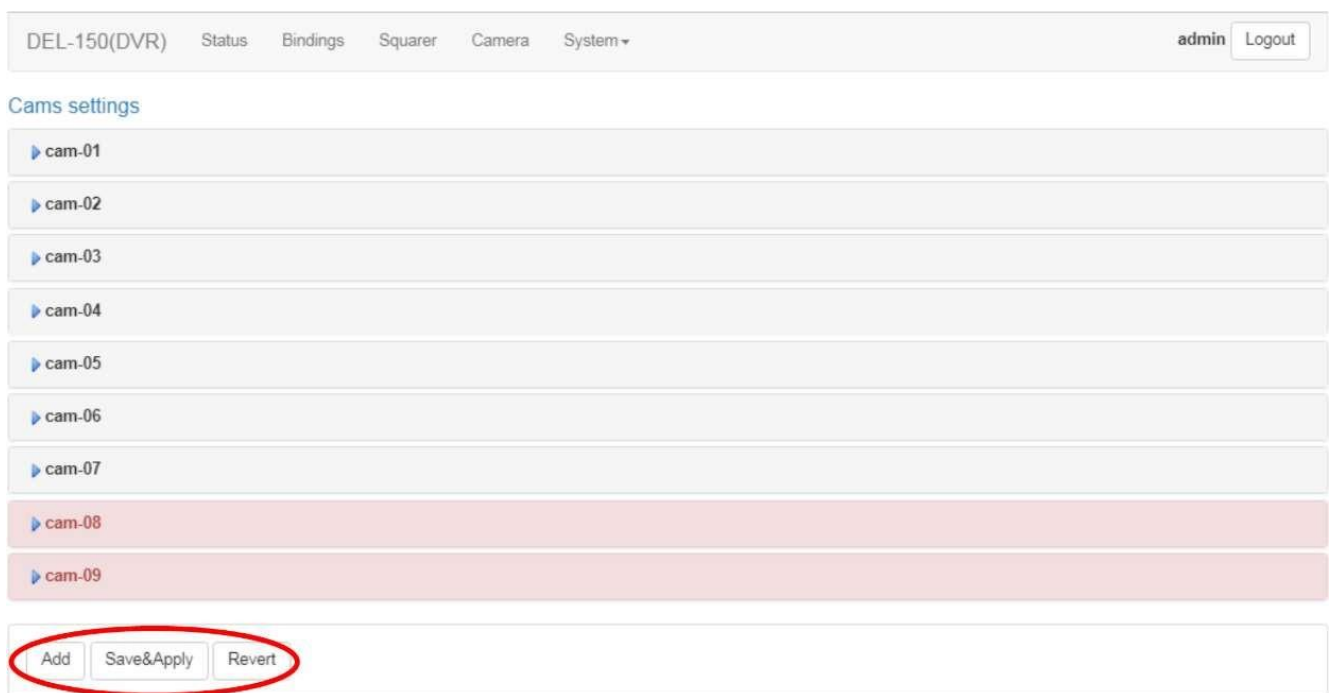 DEL-150(DVR) Status Bindings Squarer Camera System admin Logout
Cams settings
cam-01
cam-02
cam-03
cam-04
cam-05
cam-06
cam-07
cam-08
cam-09
Add Save&Apply Revert